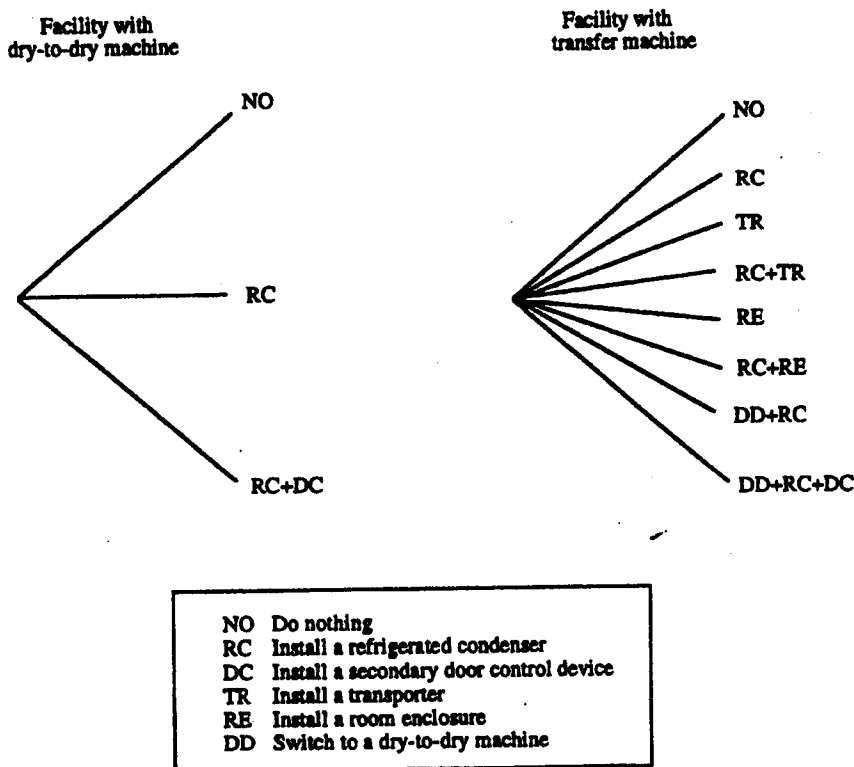 Facility with
dry-to-dry machine
NO
RC
RC+DC
Facility with
transfer machine
NO
RC
TR
RC+TR
RE
RC+RE
DD+RC
DD+RC+DC
NO Do nothing
RC Install a refrigerated condenser
DC Install a secondary door control device
TR Install a transporter
RE Install a room enclosure
DD Switch to a dry-to-dry machine